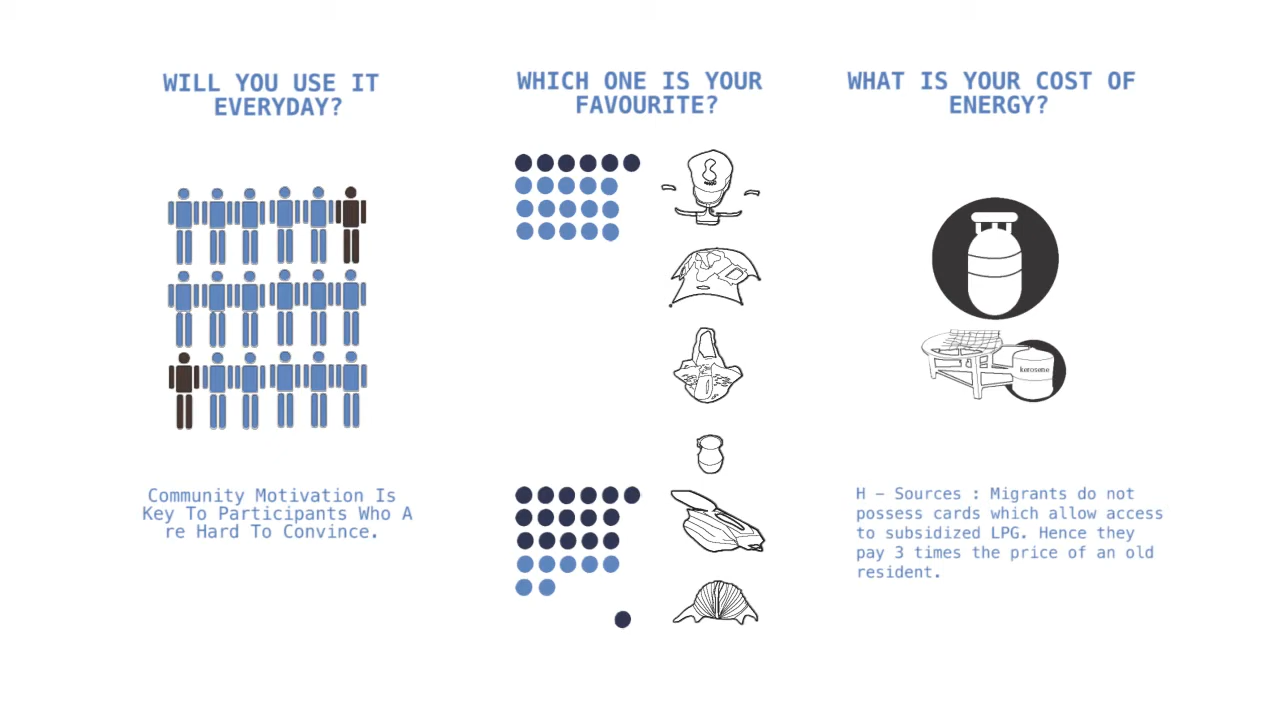 WILL YOU USE IT
EVERYDAY?
Community Motivation Is
Key To Participants Who A
re Hard To Convince.
WHICH ONE IS YOUR
FAVOURITE?
WHAT IS YOUR COST OF
ENERGY?
kerosene
H – Sources : Migrants do not
possess cards which allow access
to subsidized LPG. Hence they
pay 3 times the price of an old
resident.